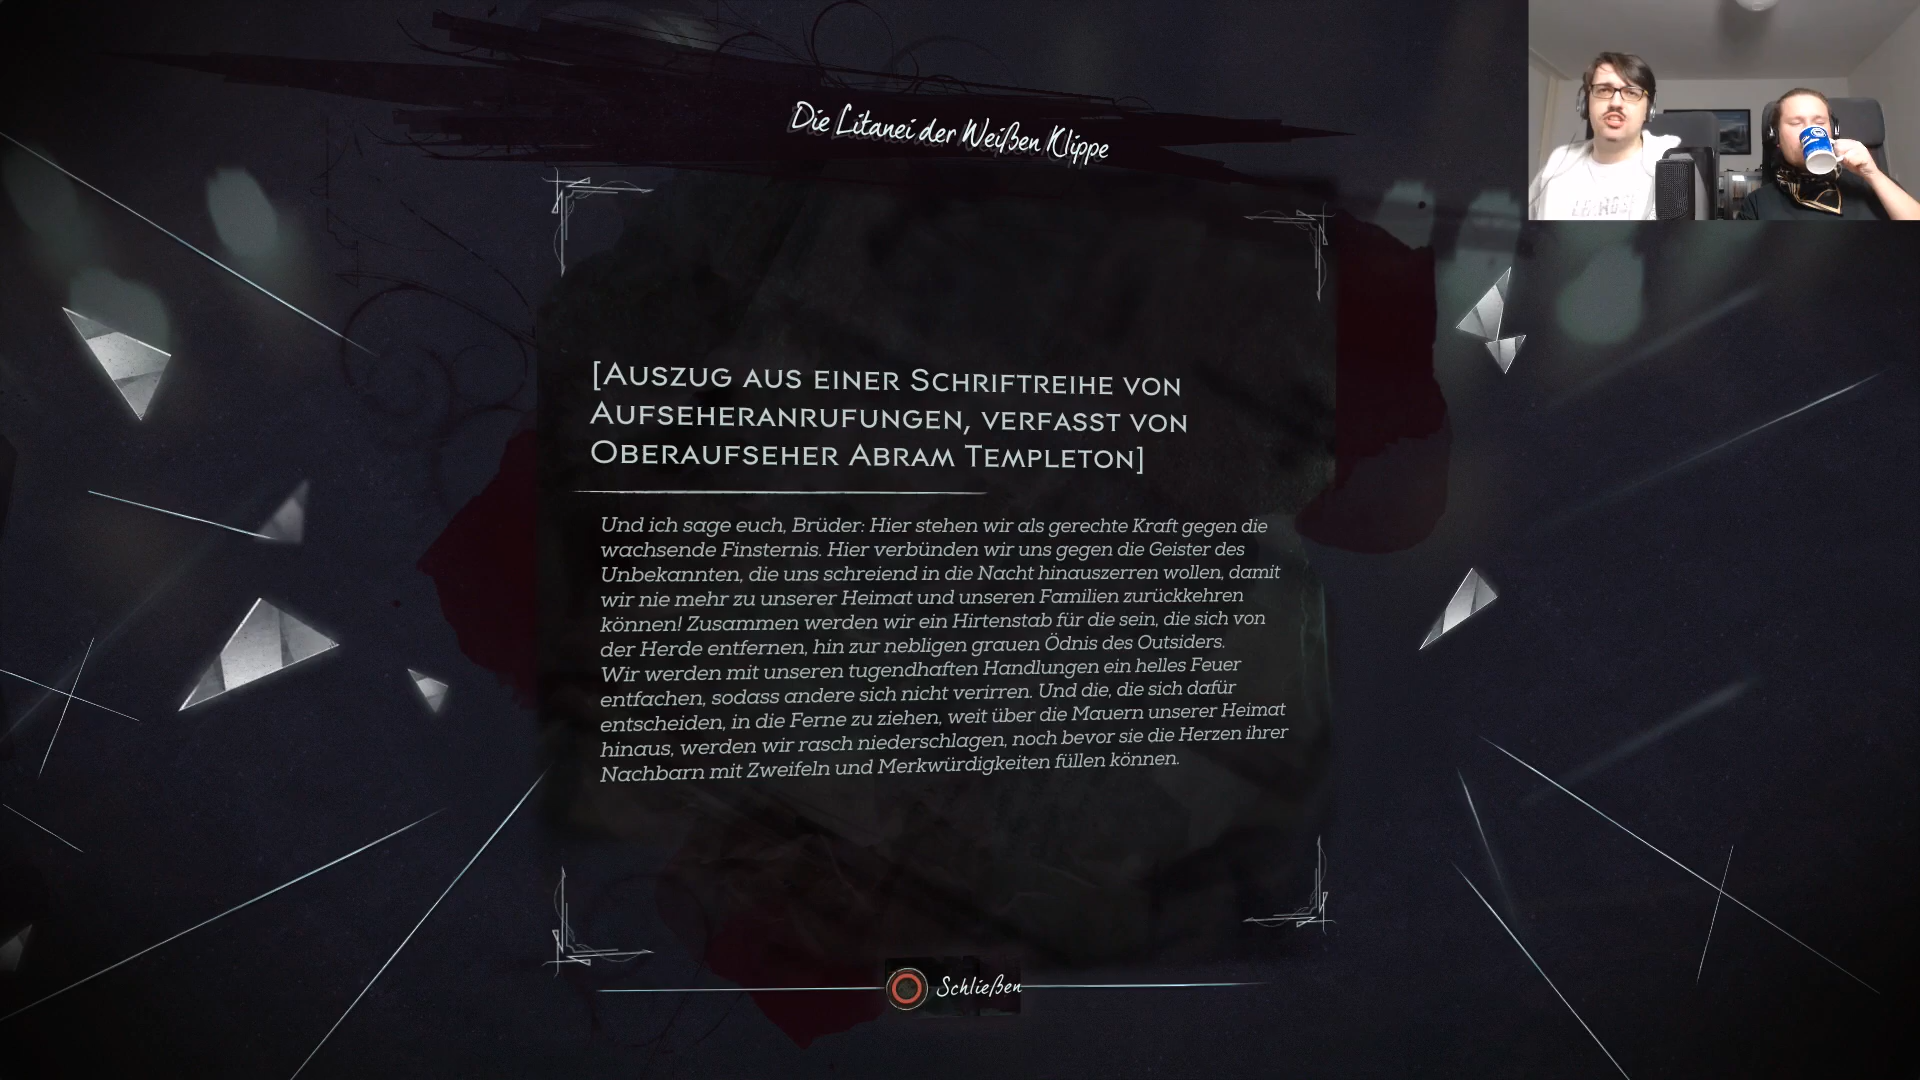 Die Litanei der Weißen Klippe
[Auszug aus einer Schriftreihe von
Aufseheranrufungen, verfasst von
Oberaufseher Abram Templeton]
Und ich sage euch, Brüder: Hier stehen wir als gerechte Kraft gegen die
wachsende Finsternis. Hier verbünden wir uns gegen die Geister des
Unbekannten, die uns schreiend in die Nacht hinauszerren wollen, damit
wir nie mehr zu unserer Heimat und unseren Familien zurückkehren
können! Zusammen werden wir ein Hirtenstab für die sein, die sich von
der Herde entfernen, hin zur nebligen grauen Ödnis des Outsiders.
Wir werden mit unseren tugendhaften Handlungen ein helles Feuer
entfachen, sodass andere sich nicht verirren. Und die, die sich dafür
entscheiden, in die Ferne zu ziehen, weit über die Mauern unserer Heimat
hinaus, werden wir rasch niederschlagen, noch bevor sie die Herzen ihrer
Nachbarn mit Zweifeln und Merkwürdigkeiten füllen können.
Schließen